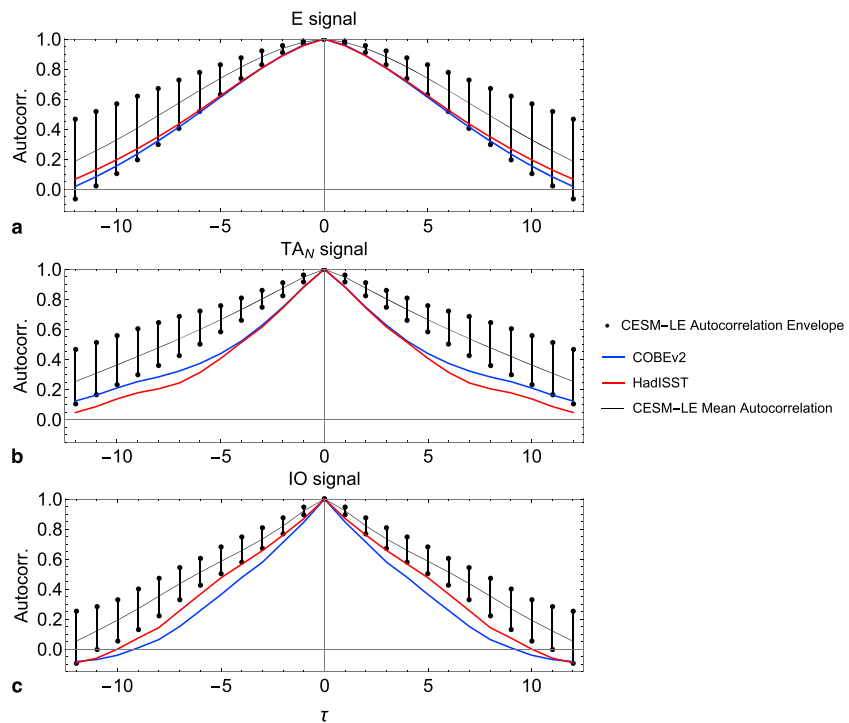 E signal
1.0
0.8
0.6
0.4
0.2
0.0
Autocorr.
−10 −5 0 5 10
a
TA_N signal
1.0
0.8
0.6
0.4
0.2
0.0
Autocorr.
−10 −5 0 5 10
b
IO signal
1.0
0.8
0.6
0.4
0.2
0.0
Autocorr.
−10 −5 0 5 10
c
τ
CESM−LE Autocorrelation Envelope
COBEv2
HadISST
CESM−LE Mean Autocorrelation